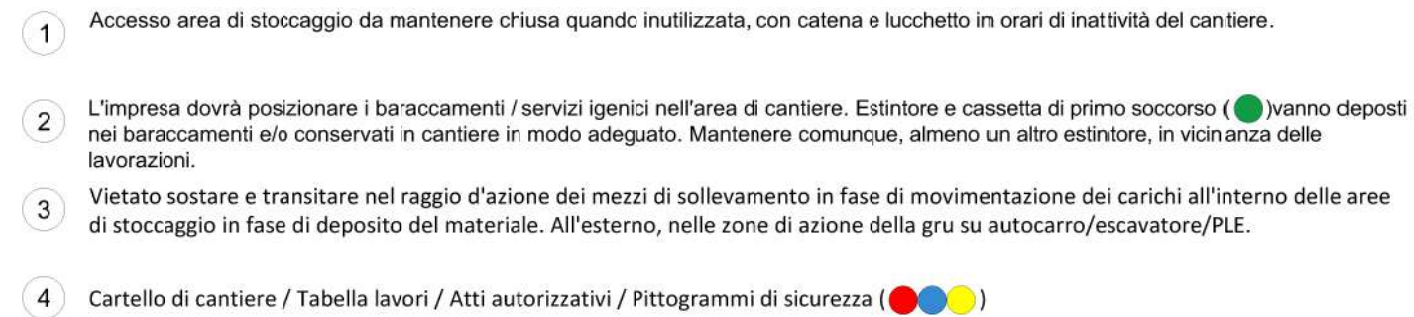 1 Accesso area di stoccaggio da mantenere chiusa quando inutilizzata, con catena e lucchetto in orari di inattività del cantiere.
2 L'impresa dovrà posizionare i baraccamenti / servizi igenici nell'area di cantiere. Estintore e cassetta di primo soccorso ( )vanno deposti
nei baraccamenti e/o conservati in cantiere in modo adeguato. Mantenere comunque, almeno un altro estintore, in vicinanza delle
lavorazioni.
3 Vietato sostare e transitare nel raggio d'azione dei mezzi di sollevamento in fase di movimentazione dei carichi all'interno delle aree
di stoccaggio in fase di deposito del materiale. All'esterno, nelle zone di azione della gru su autocarro/escavatore/PLE.
4 Cartello di cantiere / Tabella lavori / Atti autorizzativi / Pittogrammi di sicurezza ( )